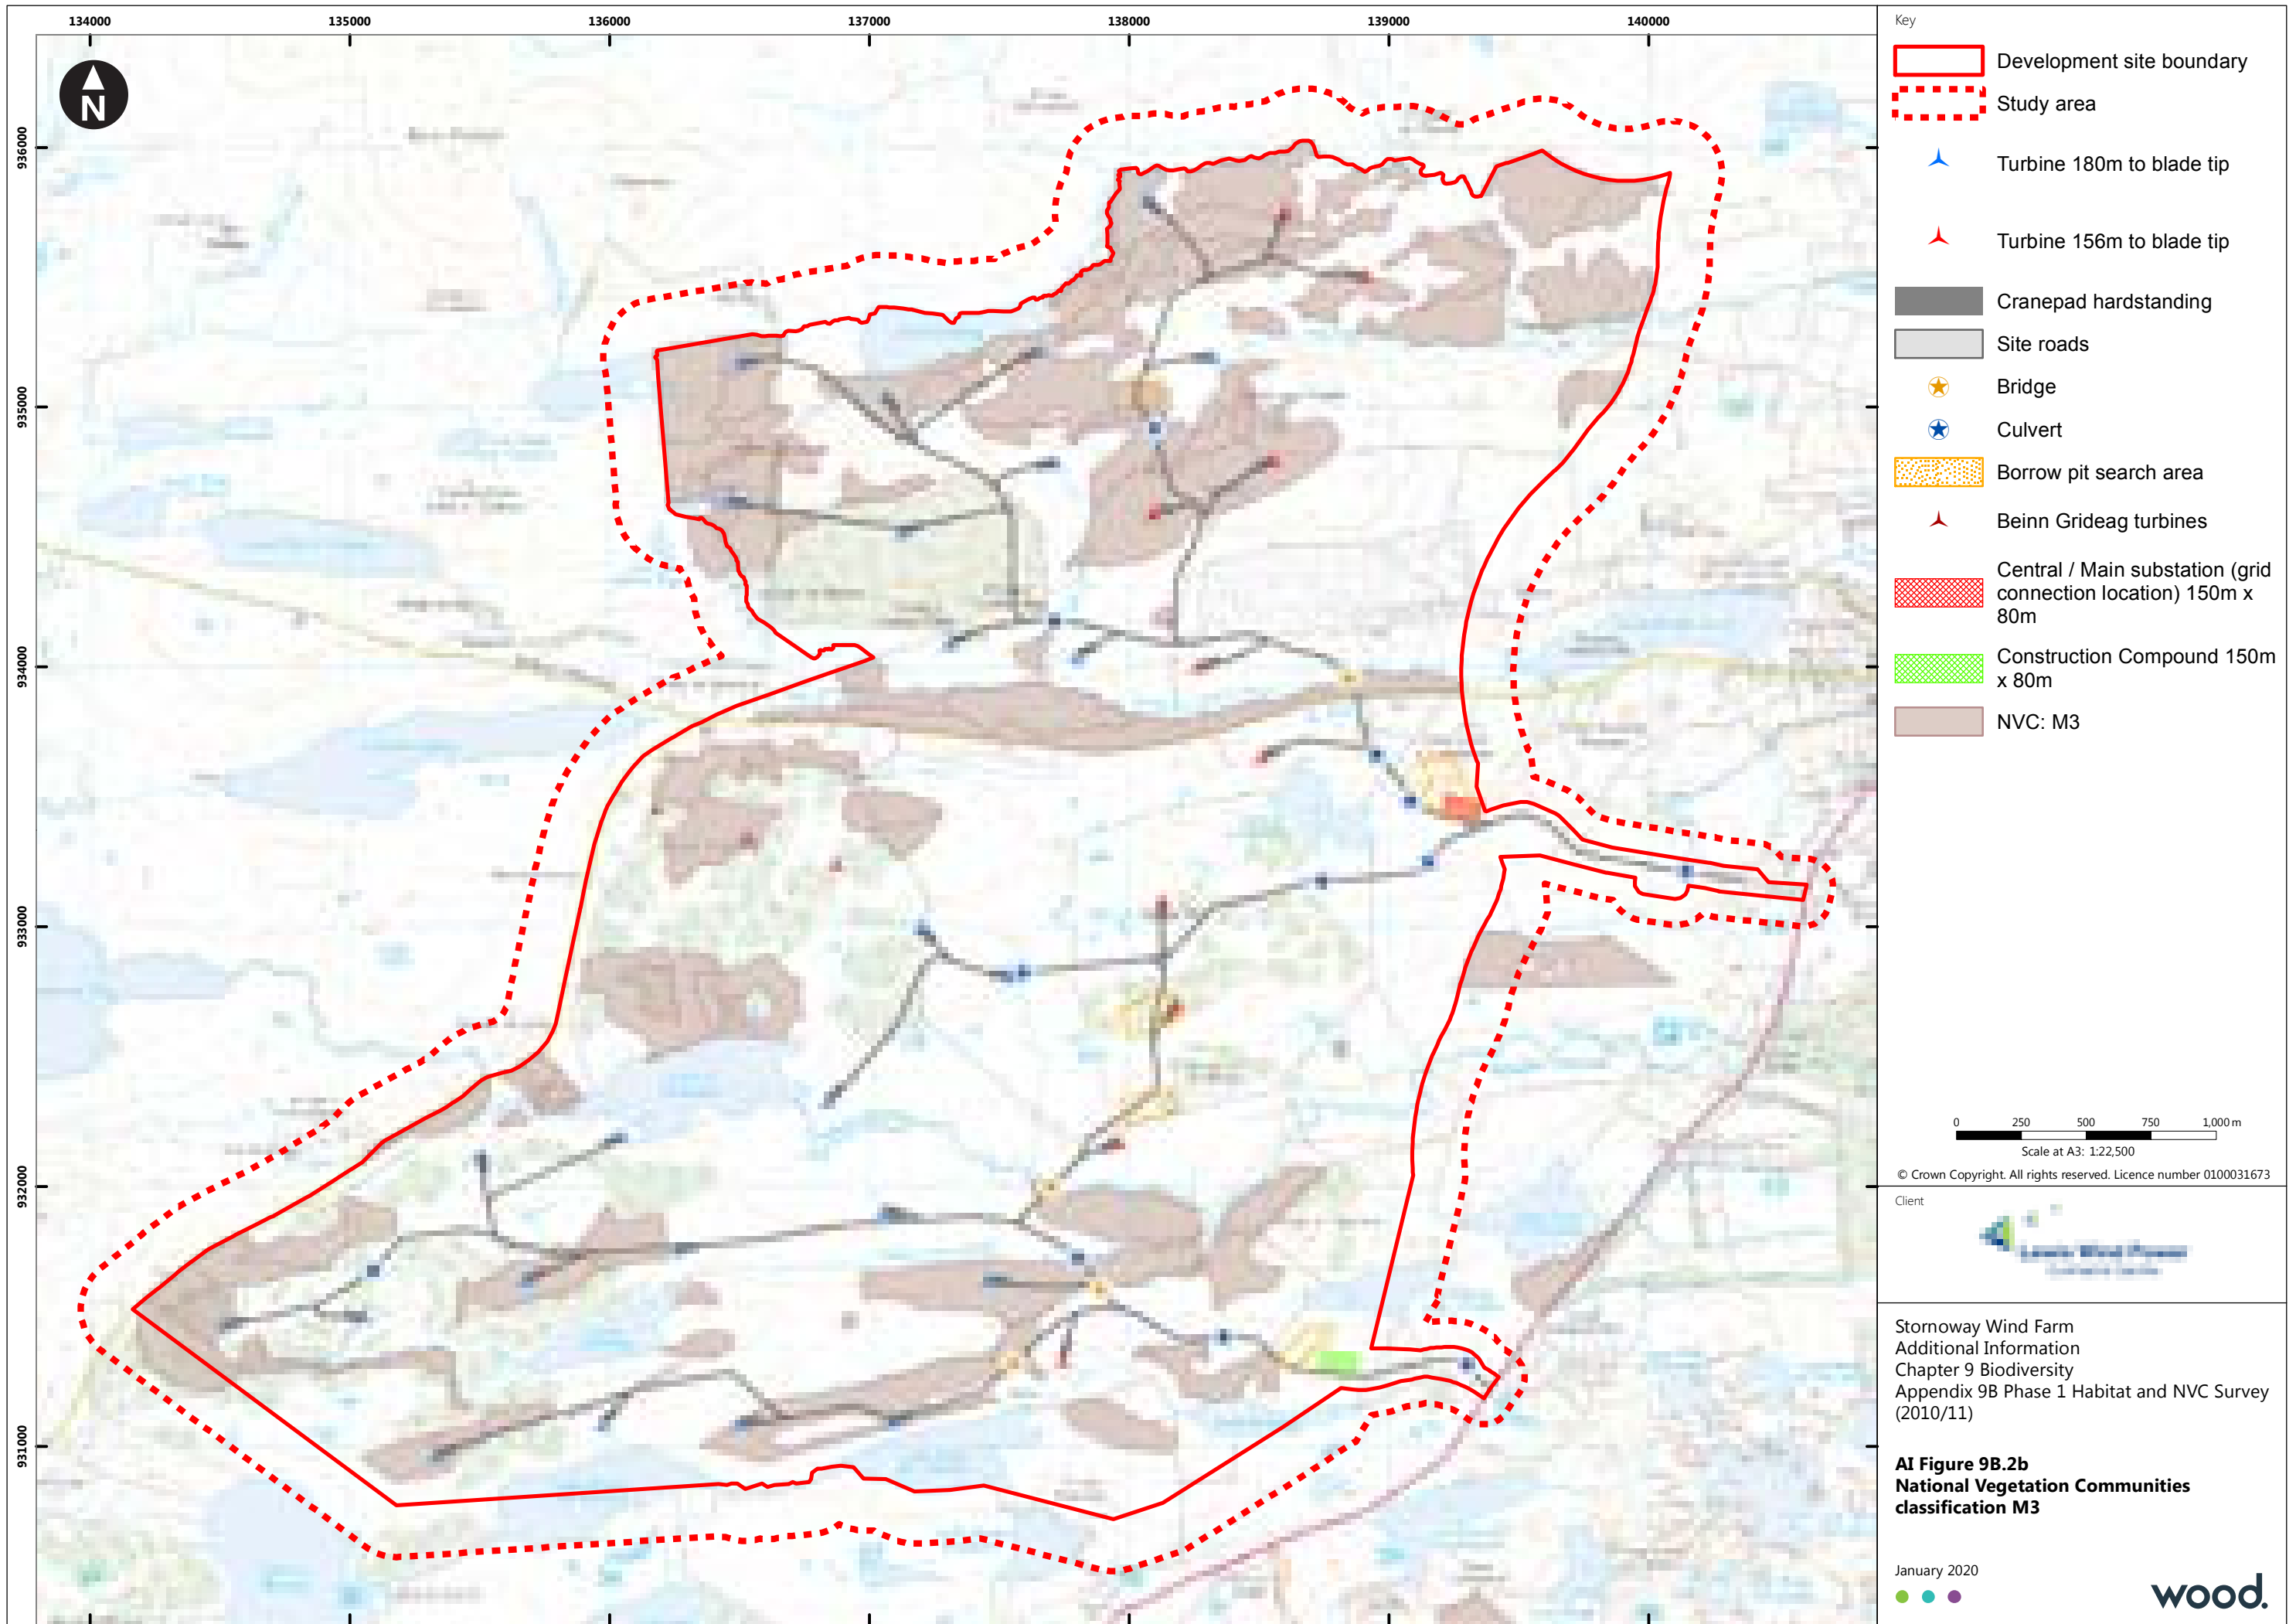 134000 135000 136000 137000 138000 139000 140000
936000
935000
934000
933000
932000
931000
N
Key
Development site boundary
Study area
Turbine 180m to blade tip
Turbine 156m to blade tip
Cranepad hardstanding
Site roads
Bridge
Culvert
Borrow pit search area
Beinn Grideag turbines
Central / Main substation (grid
connection location) 150m x
80m
Construction Compound 150m
x 80m
NVC: M3
0 250 500 750 1,000 m
Scale at A3: 1:22,500
© Crown Copyright. All rights reserved. Licence number 0100031673
Client
Lewis Wind Power
Stornoway Wind Farm
Additional Information
Chapter 9 Biodiversity
Appendix 9B Phase 1 Habitat and NVC Survey
(2010/11)
AI Figure 9B.2b
National Vegetation Communities
classification M3
January 2020
wood.